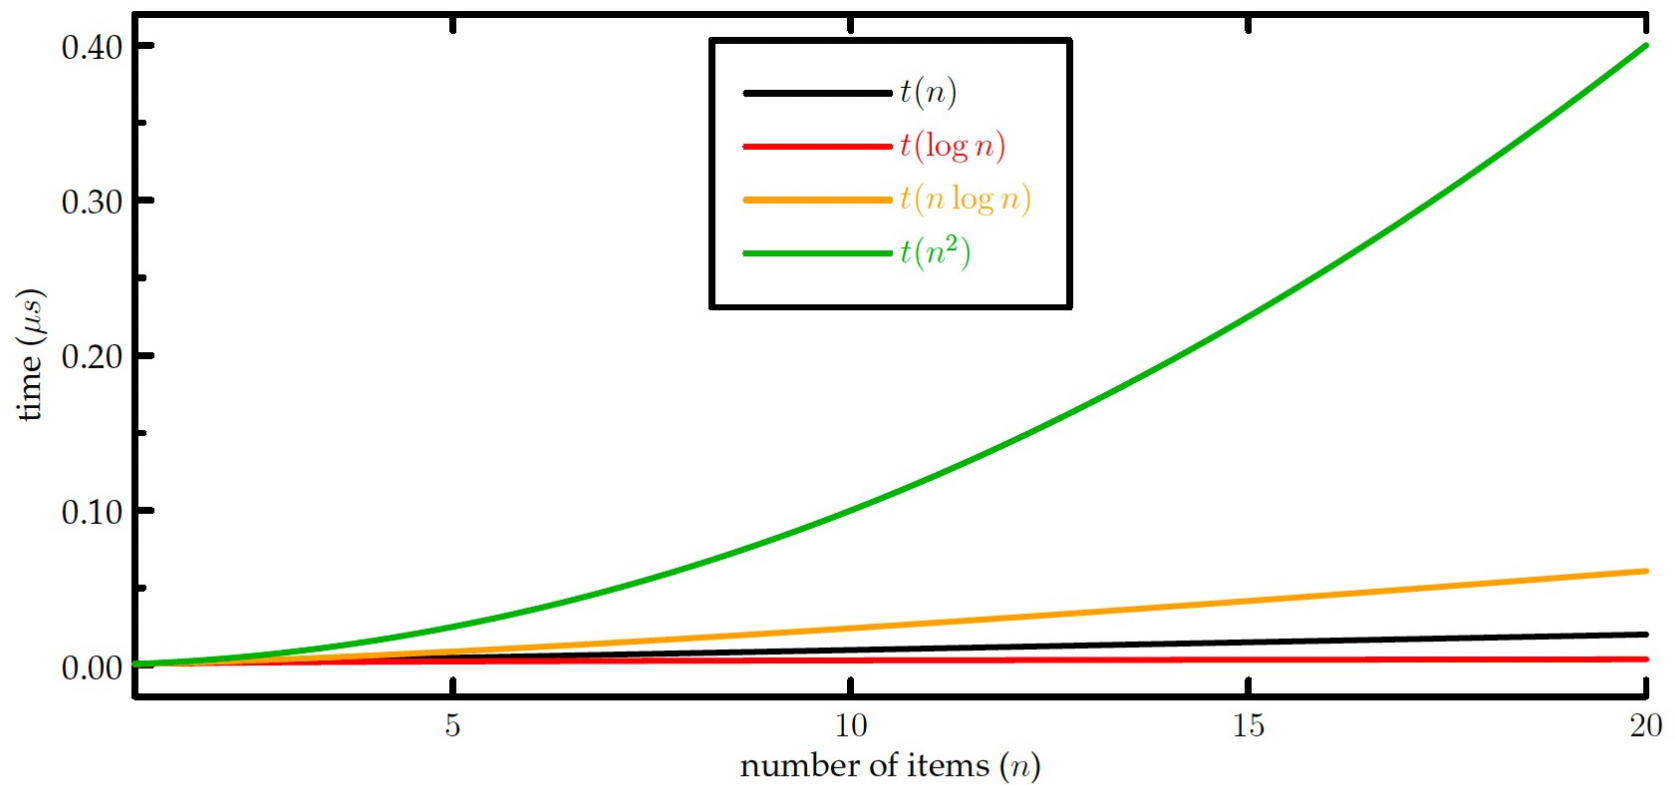 0.40
0.30
0.20
0.10
0.00
time (μs)
t(n)
t(log n)
t(n log n)
t(n²)
5 10 15 20
number of items (n)